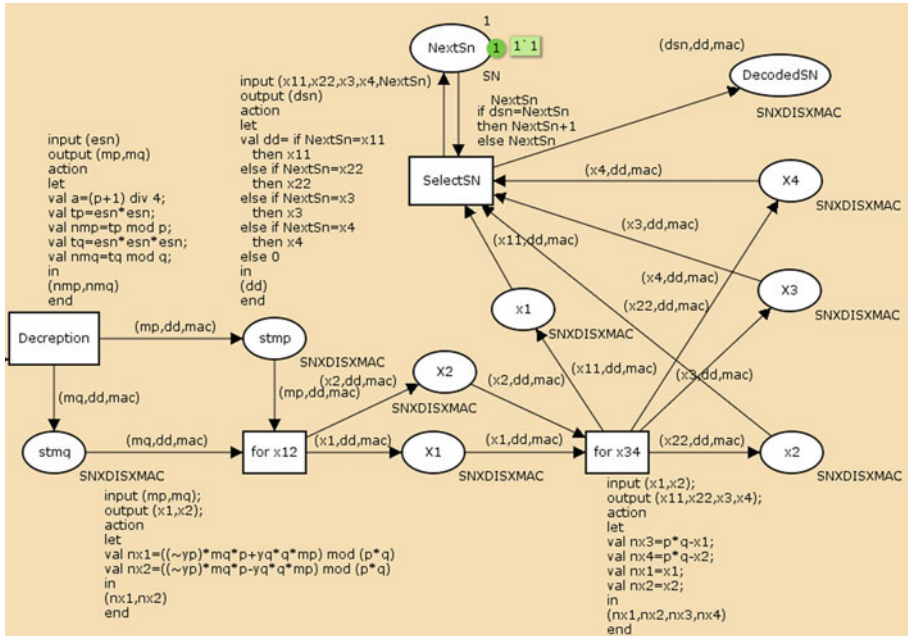 1
NextSn
1
1`1
SN
(dsn,dd,mac)
DecodedSN
SNXDISXMAC
input (x11,x22,x3,x4,NextSn)
output (dsn)
action
let
val dd= if NextSn=x11
then x11
else if NextSn=x22
then x22
else if NextSn=x3
then x3
else if NextSn=x4
then x4
else 0
in
(dd)
end
NextSn
if dsn=NextSn
then NextSn+1
else NextSn
input (esn)
output (mp,mq)
action
let
val a=(p+1) div 4;
val tp=esn*esn;
val nmp=tp mod p;
val tq=esn*esn*esn;
val nmq=tq mod q;
in
(nmp,nmq)
end
SelectSN
(x4,dd,mac)
X4
SNXDISXMAC
(x3,dd,mac)
(x11,dd,mac)
(x4,dd,mac)
X3
SNXDISXMAC
(x22,dd,mac)
x1
SNXDISXMAC
Decreption
(mp,dd,mac)
stmp
SNXDISXMAC
(x11,dd,mac)
(x3,dd,mac)
(x2,dd,mac)
X2
(x2,dd,mac)
SNXDISXMAC
(mp,dd,mac)
(mq,dd,mac)
stmq
SNXDISXMAC
(mq,dd,mac)
for x12
(x1,dd,mac)
X1
SNXDISXMAC
(x1,dd,mac)
for x34
(x22,dd,mac)
x2
SNXDISXMAC
input (mp,mq);
output (x1,x2);
action
let
val nx1=((~yp)*mq*p+yq*q*mp) mod (p*q)
val nx2=((~yp)*mq*p-yq*q*mp) mod (p*q)
in
(nx1,nx2)
end
input (x1,x2);
output (x11,x22,x3,x4);
action
let
val nx3=p*q-x1;
val nx4=p*q-x2;
val nx1=x1;
val nx2=x2;
in
(nx1,nx2,nx3,nx4)
end